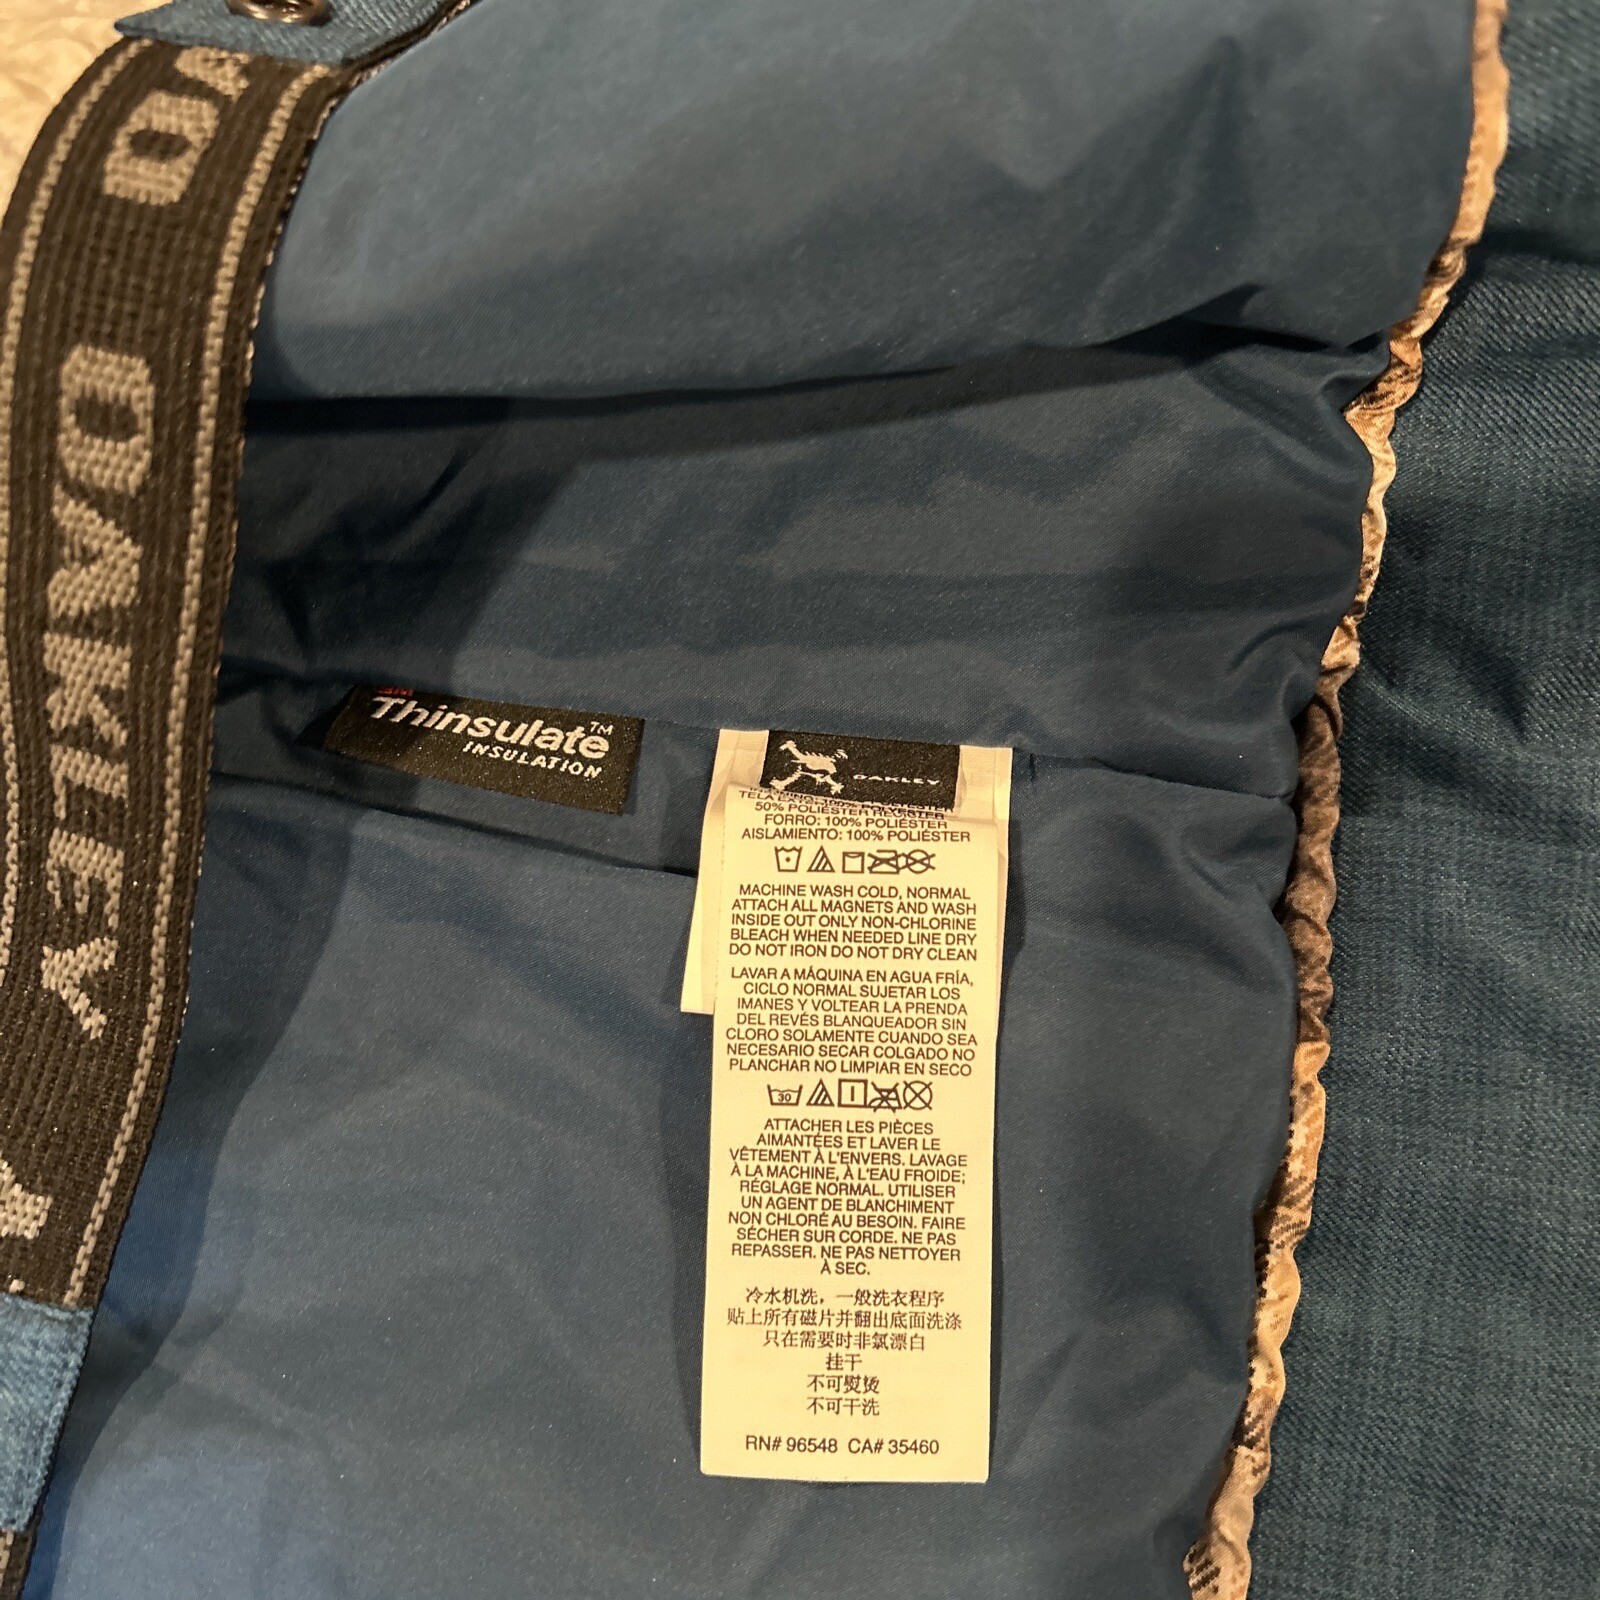 OAKLEY
OA
3M
Thinsulate™
INSULATION
OAKLEY
50% POLIÉSTER
FORRO: 100% POLIÉSTER
AISLAMIENTO: 100% POLIÉSTER
MACHINE WASH COLD, NORMAL
ATTACH ALL MAGNETS AND WASH
INSIDE OUT ONLY NON-CHLORINE
BLEACH WHEN NEEDED LINE DRY
DO NOT IRON DO NOT DRY CLEAN
LAVAR A MÁQUINA EN AGUA FRÍA,
CICLO NORMAL SUJETAR LOS
IMANES Y VOLTEAR LA PRENDA
DEL REVÉS BLANQUEADOR SIN
CLORO SOLAMENTE CUANDO SEA
NECESARIO SECAR COLGADO NO
PLANCHAR NO LIMPIAR EN SECO
30
ATTACHER LES PIÈCES
AIMANTÉES ET LAVER LE
VÊTEMENT À L'ENVERS. LAVAGE
À LA MACHINE, À L'EAU FROIDE;
RÉGLAGE NORMAL. UTILISER
UN AGENT DE BLANCHIMENT
NON CHLORÉ AU BESOIN. FAIRE
SÉCHER SUR CORDE. NE PAS
REPASSER. NE PAS NETTOYER
À SEC.
冷水机洗，一般洗衣程序
贴上所有磁片并翻出底面洗涤
只在需要时非氯漂白
挂干
不可熨烫
不可干洗
RN# 96548 CA# 35460